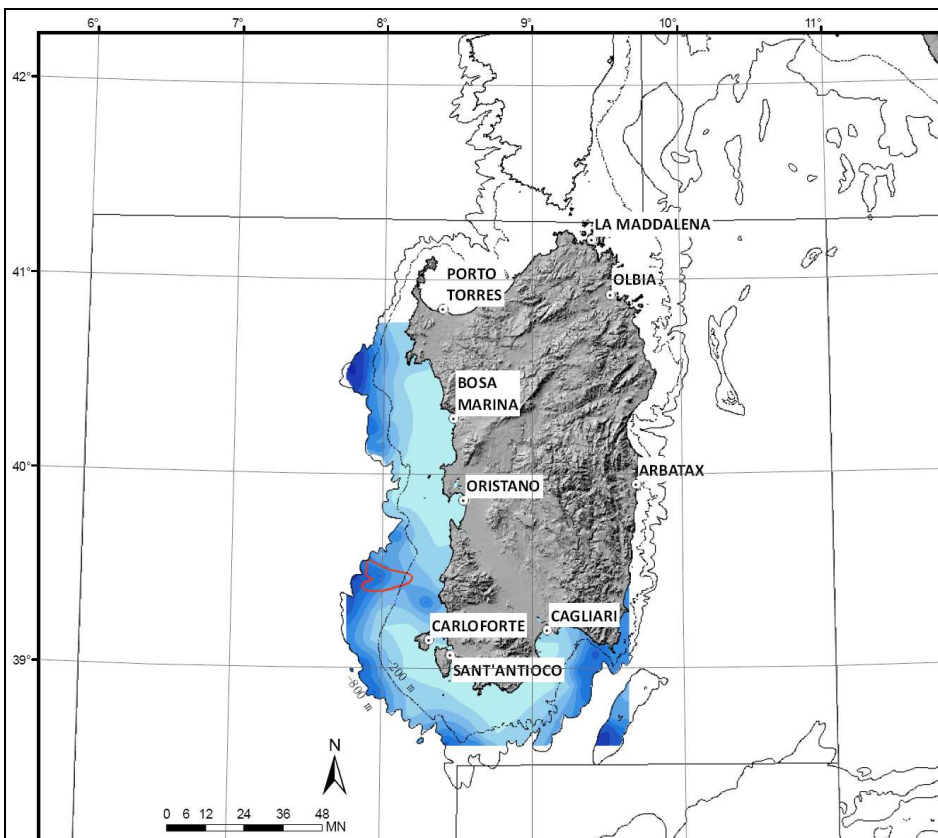 6° 7° 8° 9° 10° 11°
42°
LA MADDALENA
41°
PORTO
TORRES
OLBIA
BOSA
MARINA
40°
ORISTANO
ARBATAX
CARLOFORTE
CAGLIARI
39°
SANT'ANTIOCO
-200 m
-800 m
N
0 6 12 24 36 48
MN